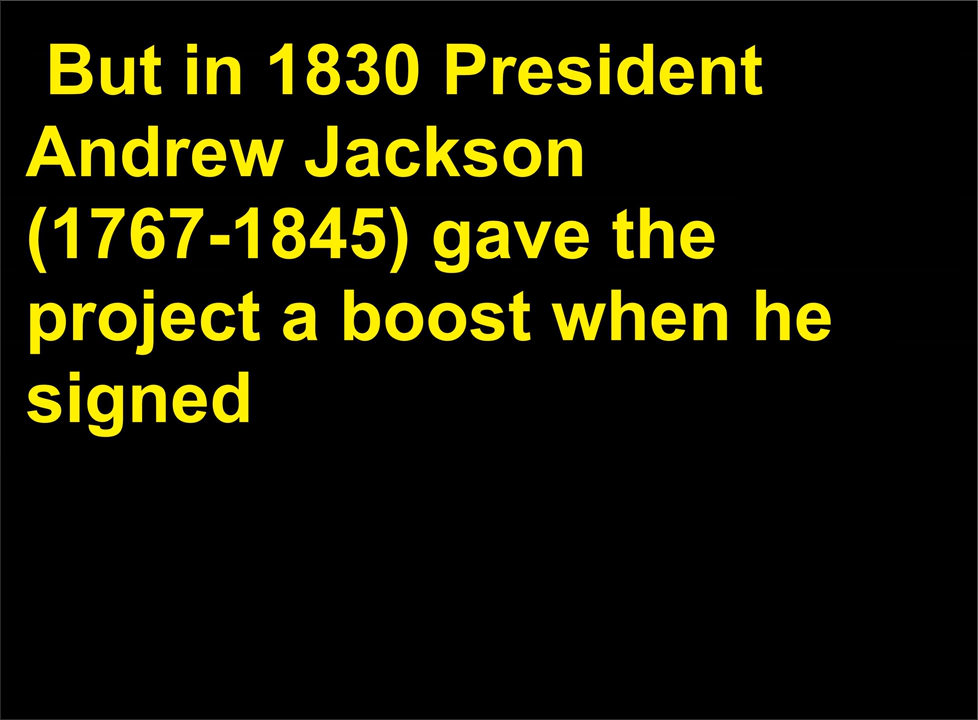 But in 1830 President
Andrew Jackson
(1767-1845) gave the
project a boost when he
signed